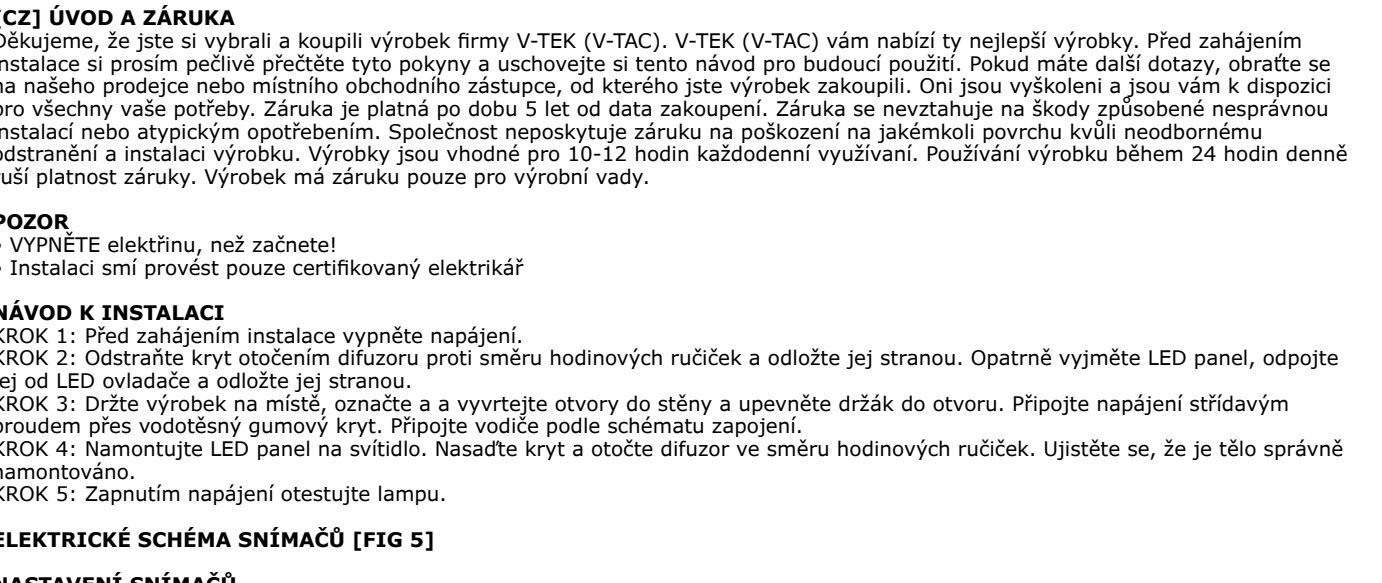 [CZ] ÚVOD A ZÁRUKA
Děkujeme, že jste si vybrali a koupili výrobek firmy V-TEK (V-TAC). V-TEK (V-TAC) vám nabízí ty nejlepší výrobky. Před zahájením
instalace si prosím pečlivě přečtěte tyto pokyny a uschovejte si tento návod pro budoucí použití. Pokud máte další dotazy, obraťte se
na našeho prodejce nebo místního obchodního zástupce, od kterého jste výrobek zakoupili. Oni jsou vyškoleni a jsou vám k dispozici
pro všechny vaše potřeby. Záruka je platná po dobu 5 let od data zakoupení. Záruka se nevztahuje na škody způsobené nesprávnou
instalací nebo atypickým opotřebením. Společnost neposkytuje záruku na poškození na jakémkoli povrchu kvůli neodbornému
odstranění a instalaci výrobku. Výrobky jsou vhodné pro 10-12 hodin každodenní využívaní. Používání výrobku během 24 hodin denně
ruší platnost záruky. Výrobek má záruku pouze pro výrobní vady.
POZOR
• VYPNĚTE elektřinu, než začnete!
• Instalaci smí provést pouze certifikovaný elektrikář
NÁVOD K INSTALACI
KROK 1: Před zahájením instalace vypněte napájení.
KROK 2: Odstraňte kryt otočením difuzoru proti směru hodinových ručiček a odložte jej stranou. Opatrně vyjměte LED panel, odpojte
jej od LED ovladače a odložte jej stranou.
KROK 3: Držte výrobek na místě, označte a a vyvrtejte otvory do stěny a upevněte držák do otvoru. Připojte napájení střídavým
proudem přes vodotěsný gumový kryt. Připojte vodiče podle schématu zapojení.
KROK 4: Namontujte LED panel na svítidlo. Nasaďte kryt a otočte difuzor ve směru hodinových ručiček. Ujistěte se, že je tělo správně
namontováno.
KROK 5: Zapnutím napájení otestujte lampu.
ELEKTRICKÉ SCHÉMA SNÍMAČŮ [FIG 5]
NASTAVENÍ SNÍMAČŮ